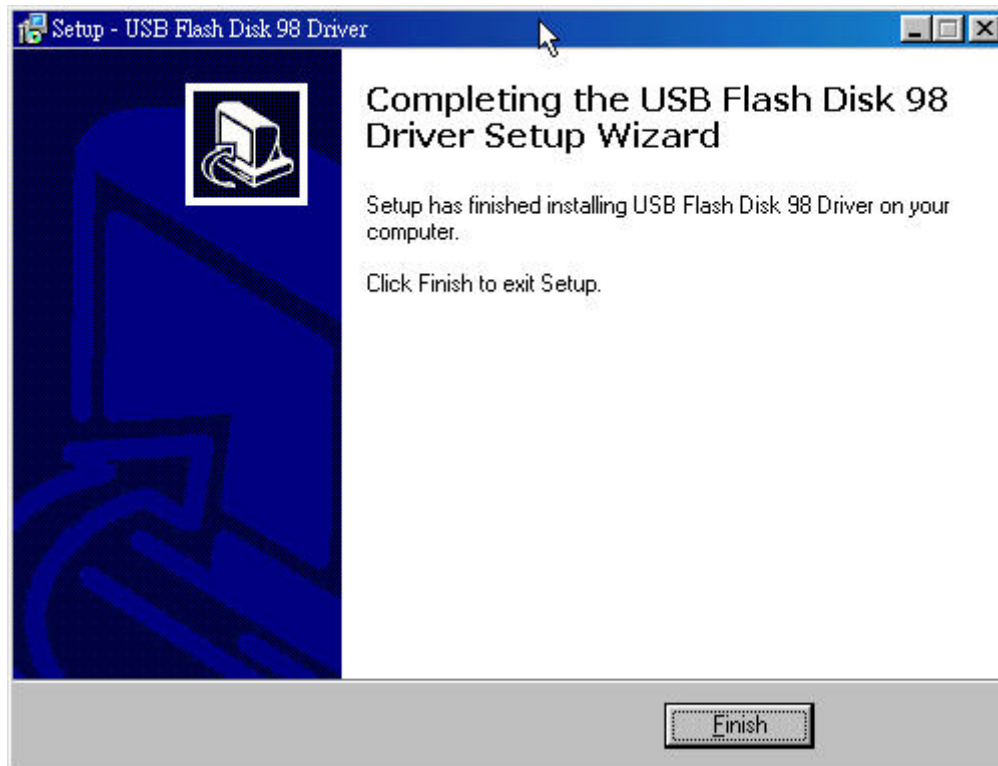 Setup - USB Flash Disk 98 Driver
Completing the USB Flash Disk 98
Driver Setup Wizard
Setup has finished installing USB Flash Disk 98 Driver on your
computer.
Click Finish to exit Setup.
Finish